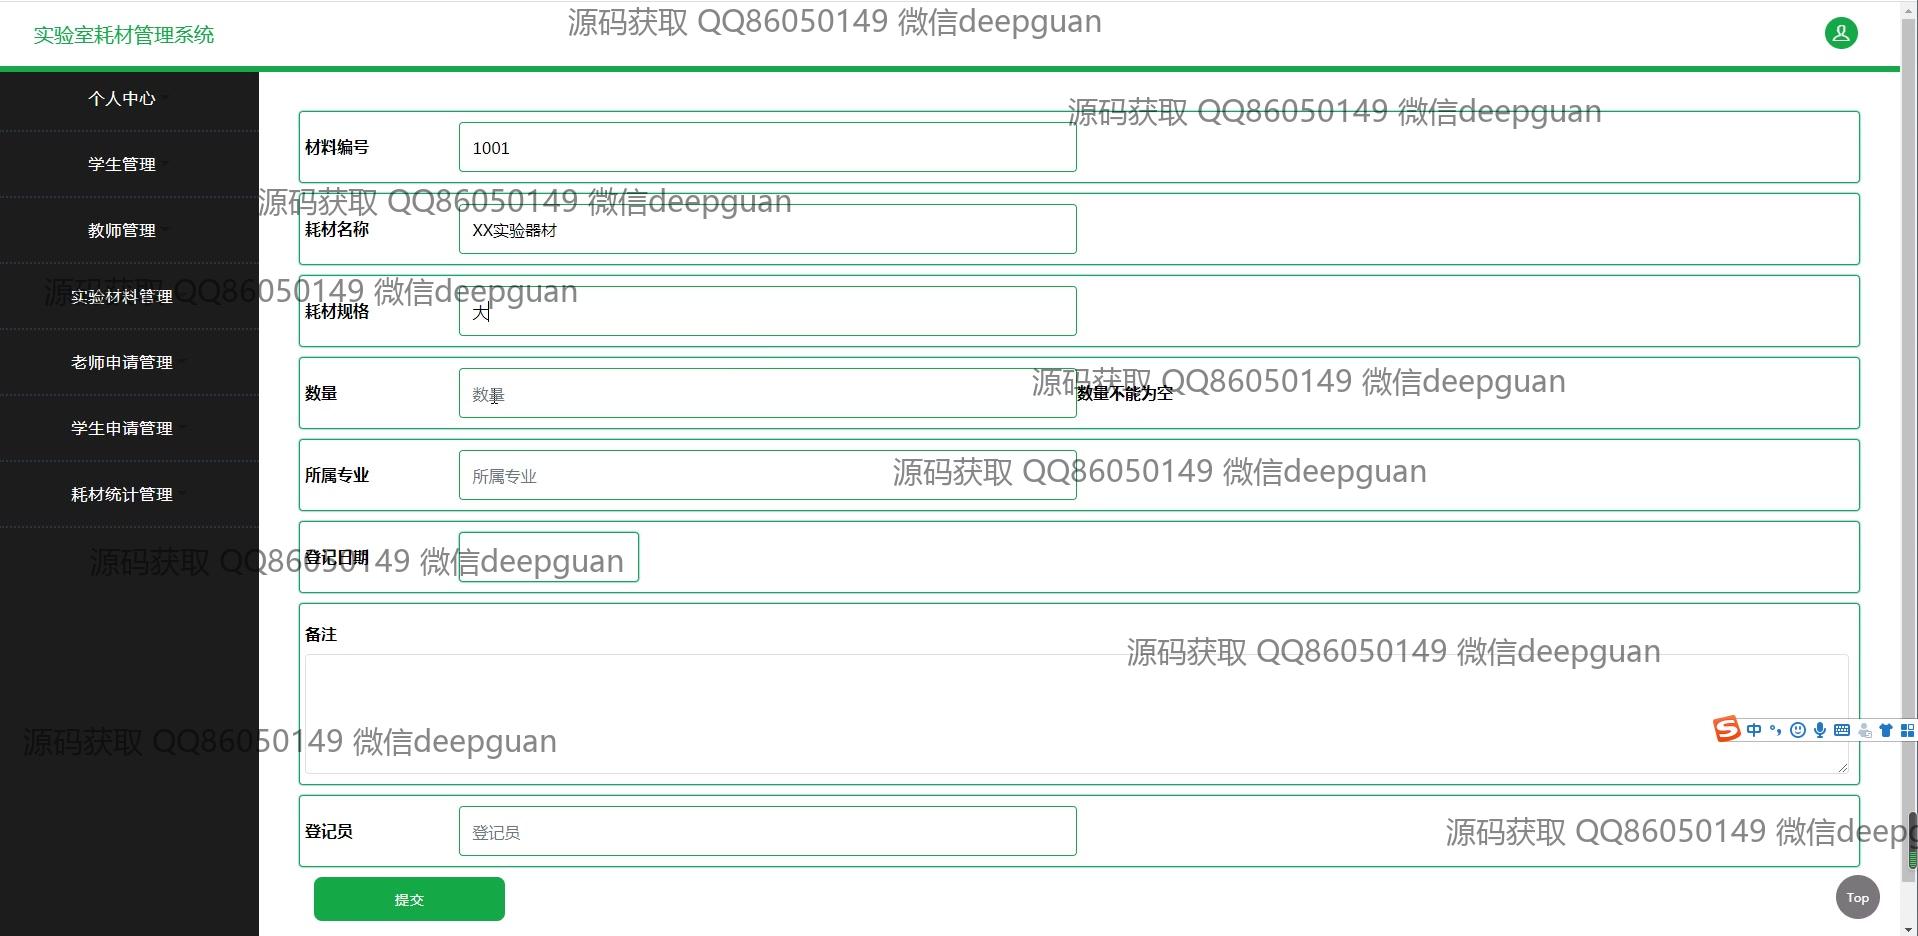 源码获取 QQ86050149 微信deepguan
实验室耗材管理系统
个人中心
源码获取 QQ86050149 微信deepguan
材料编号 1001
学生管理
源码获取 QQ86050149 微信deepguan
教师管理
耗材名称 XX实验器材
源码获取 QQ86050149 微信deepguan
实验材料管理
耗材规格 大
老师申请管理
源码获取 QQ86050149 微信deepguan
数量 数量 数量不能为空
学生申请管理
源码获取 QQ86050149 微信deepguan
所属专业 所属专业
耗材统计管理
登记日期
源码获取 QQ86050149 微信deepguan
备注
源码获取 QQ86050149 微信deepguan
中
源码获取 QQ86050149 微信deepguan
登记员 登记员
源码获取 QQ86050149 微信deepg
提交
Top